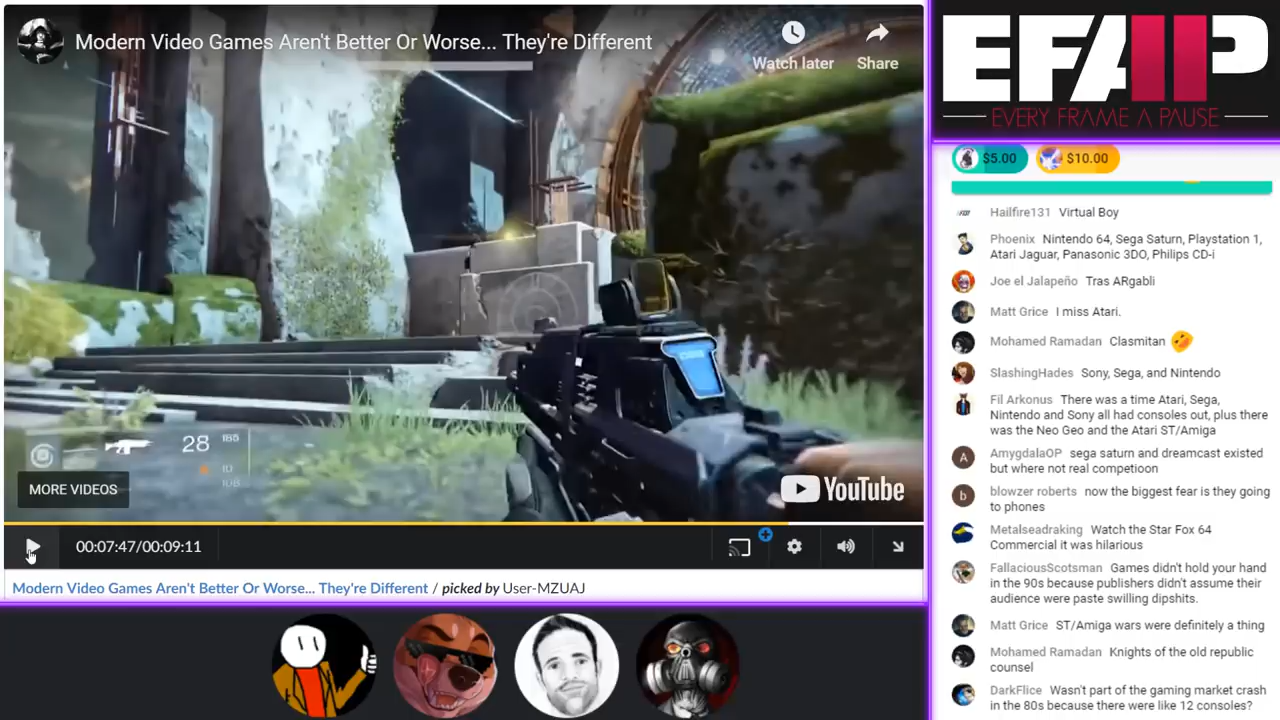 Modern Video Games Aren't Better Or Worse... They're Different
Watch later
Share
28
185
MORE VIDEOS
YouTube
00:07:47/00:09:11
Modern Video Games Aren't Better Or Worse... They're Different / picked by User-MZUAJ
EFAP
EVERY FRAME A PAUSE
$5.00
$10.00
Hailfire131 Virtual Boy
Phoenix Nintendo 64, Sega Saturn, Playstation 1,
Atari Jaguar, Panasonic 3DO, Philips CD-i
Joe el Jalapeño Tras ARgabli
Matt Grice I miss Atari.
Mohamed Ramadan Clasmitan
SlashingHades Sony, Sega, and Nintendo
Fil Arkonus There was a time Atari, Sega,
Nintendo and Sony all had consoles out, plus there
was the Neo Geo and the Atari ST/Amiga
A
AmygdalaOP sega saturn and dreamcast existed
but where not real competioon
b
blowzer roberts now the biggest fear is they going
to phones
Metalseadraking Watch the Star Fox 64
Commercial it was hilarious
FallaciousScotsman Games didn't hold your hand
in the 90s because publishers didn't assume their
audience were paste swilling dipshits.
Matt Grice ST/Amiga wars were definitely a thing
Mohamed Ramadan Knights of the old republic
counsel
DarkFlice Wasn't part of the gaming market crash
in the 80s because there were like 12 consoles?